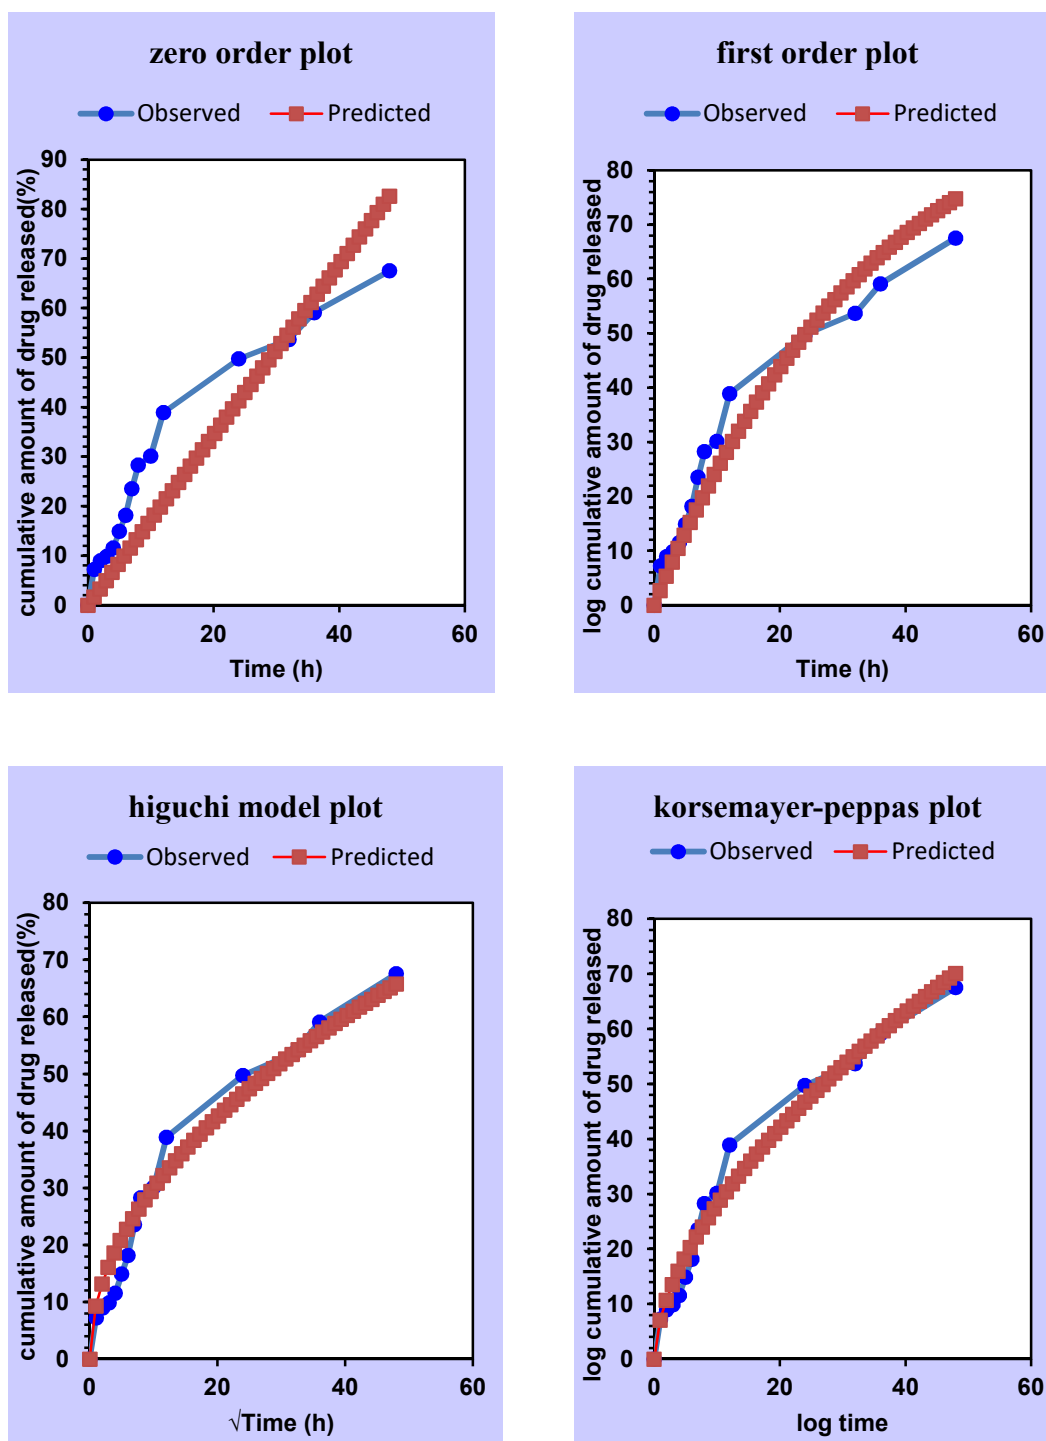 zero order plot
Observed Predicted
cumulative amount of drug released(%)
90
80
70
60
50
40
30
20
10
0
0 20 40 60
Time (h)
first order plot
Observed Predicted
log cumulative amount of drug released
80
70
60
50
40
30
20
10
0
0 20 40 60
Time (h)
higuchi model plot
Observed Predicted
cumulative amount of drug released(%)
80
70
60
50
40
30
20
10
0
0 20 40 60
√Time (h)
korsemayer-peppas plot
Observed Predicted
log cumulative amount of drug released
80
70
60
50
40
30
20
10
0
0 20 40 60
log time